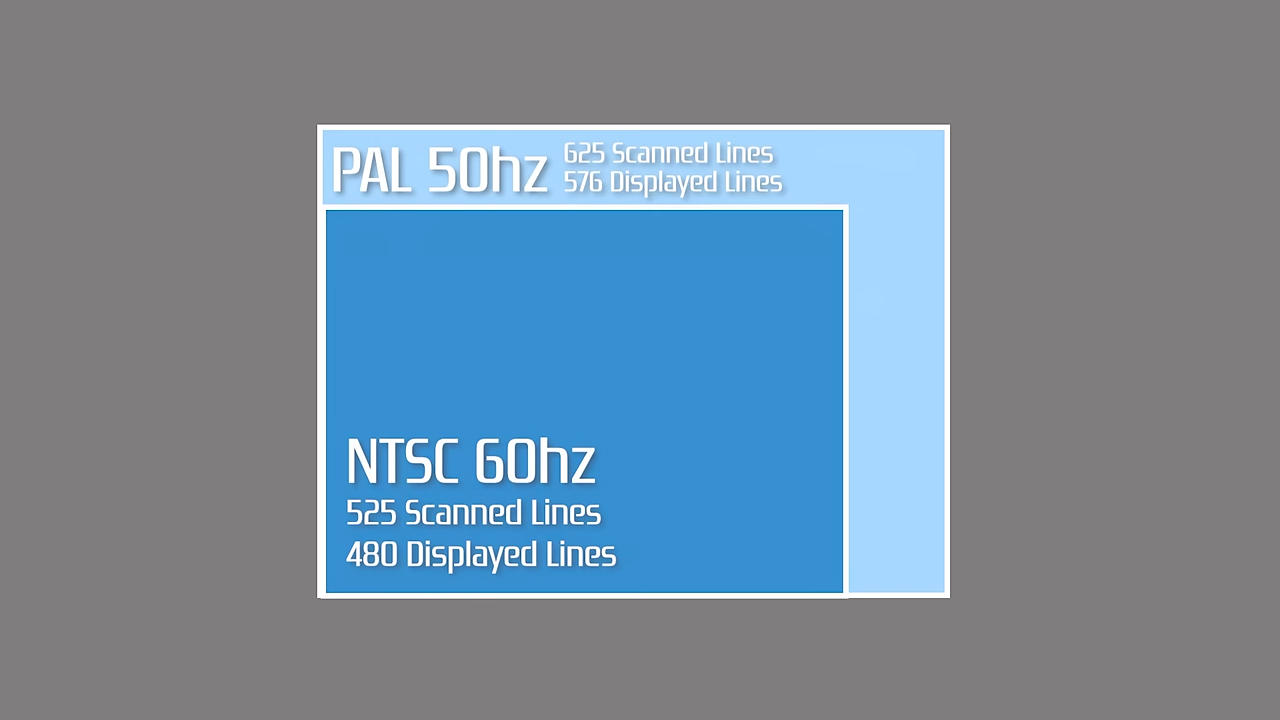 PAL 50hz
625 Scanned Lines
576 Displayed Lines
NTSC 60hz
525 Scanned Lines
480 Displayed Lines